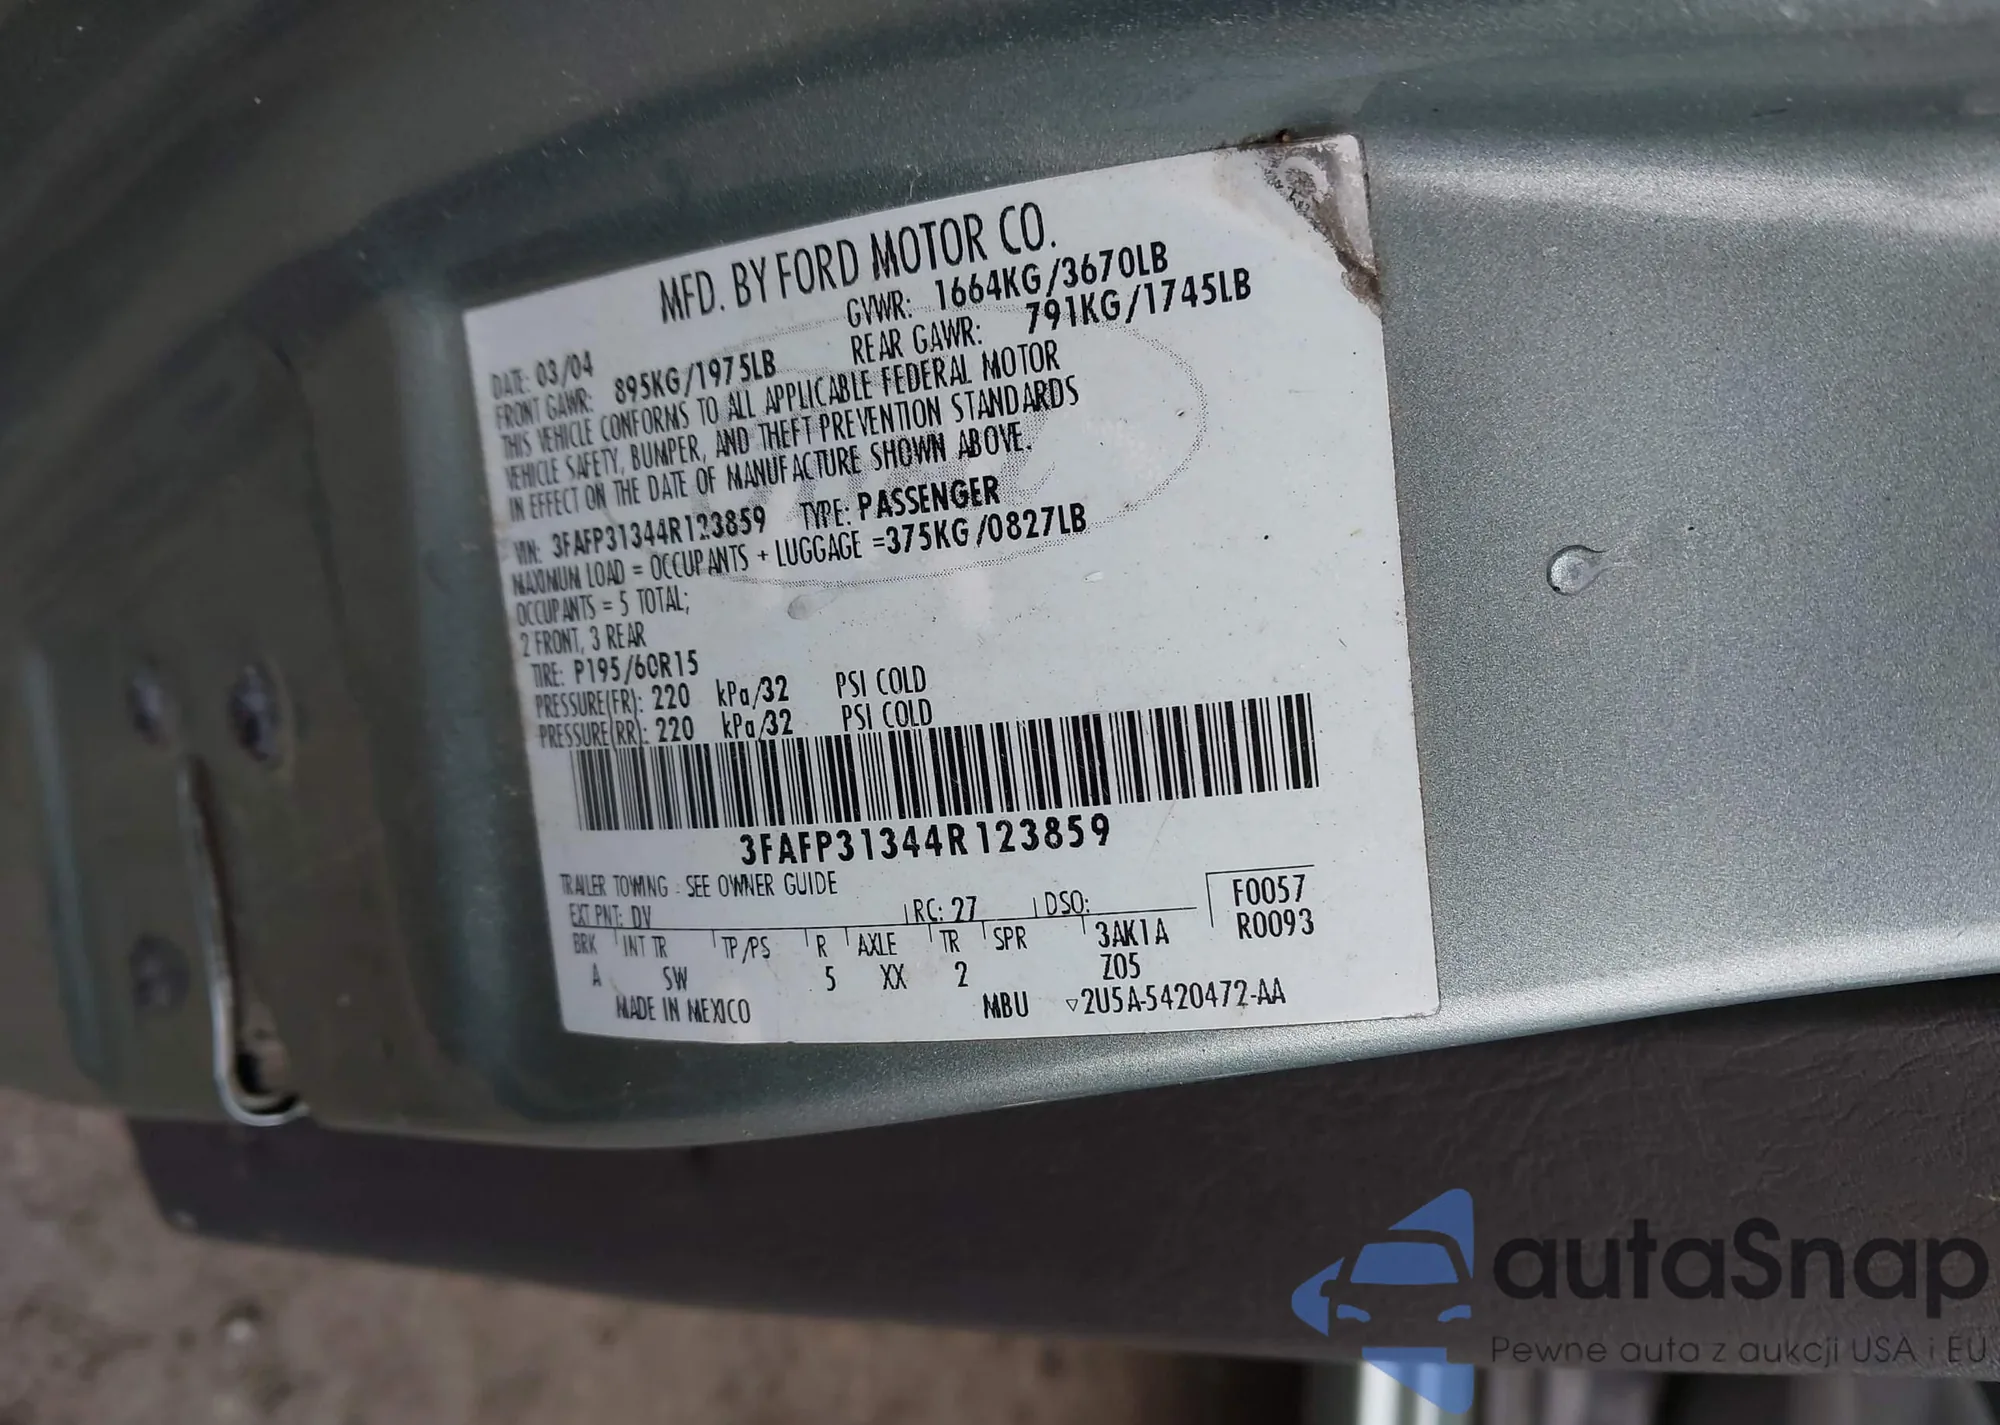 MFD. BY FORD MOTOR CO.
DATE: 03/04 GVWR: 1664KG/3670LB
FRONT GAWR: 895KG/1975LB REAR GAWR: 791KG/1745LB
THIS VEHICLE CONFORMS TO ALL APPLICABLE FEDERAL MOTOR
VEHICLE SAFETY, BUMPER, AND THEFT PREVENTION STANDARDS
IN EFFECT ON THE DATE OF MANUFACTURE SHOWN ABOVE.
VIN: 3FAFP31344R123859 TYPE: PASSENGER
MAXIMUM LOAD = OCCUPANTS + LUGGAGE =375KG/0827LB
OCCUPANTS = 5 TOTAL;
2 FRONT, 3 REAR
TIRE: P195/60R15
PRESSURE(FR): 220 kPa/32 PSI COLD
PRESSURE(RR): 220 kPa/32 PSI COLD
3FAFP31344R123859
TRAILER TOWING - SEE OWNER GUIDE
EXT PNT: DV RC: 27 DSO: F0057
R0093
BRK INT TR TP/PS R AXLE TR SPR 3AK1A
A SW 5 XX 2 Z05
MADE IN MEXICO MBU ▽2U5A-5420472-AA
autaSnap
Pewne auta z aukcji USA i EU